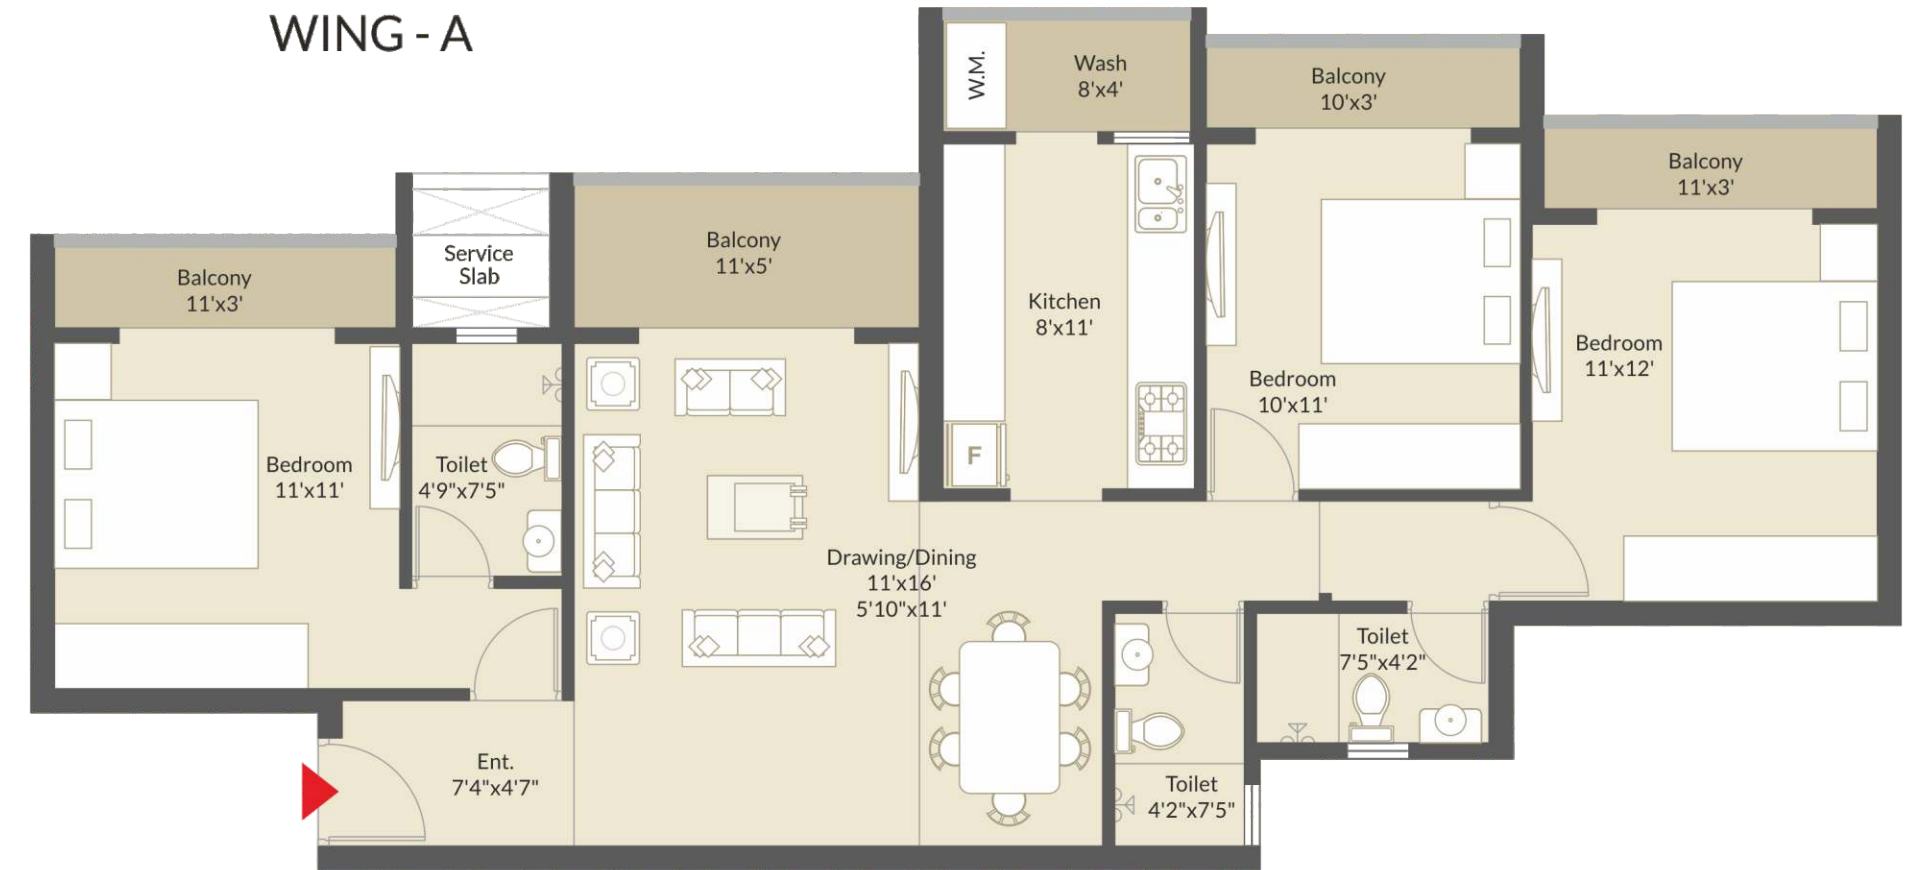 WING - A
W.M.
Wash
8'x4'
Balcony
10'x3'
Balcony
11'x3'
Balcony
11'x3'
Service
Slab
Balcony
11'x5'
Kitchen
8'x11'
Bedroom
10'x11'
Bedroom
11'x12'
Bedroom
11'x11'
Toilet
4'9"x7'5"
F
Drawing/Dining
11'x16'
5'10"x11'
Toilet
7'5"x4'2"
Ent.
7'4"x4'7"
Toilet
4'2"x7'5"